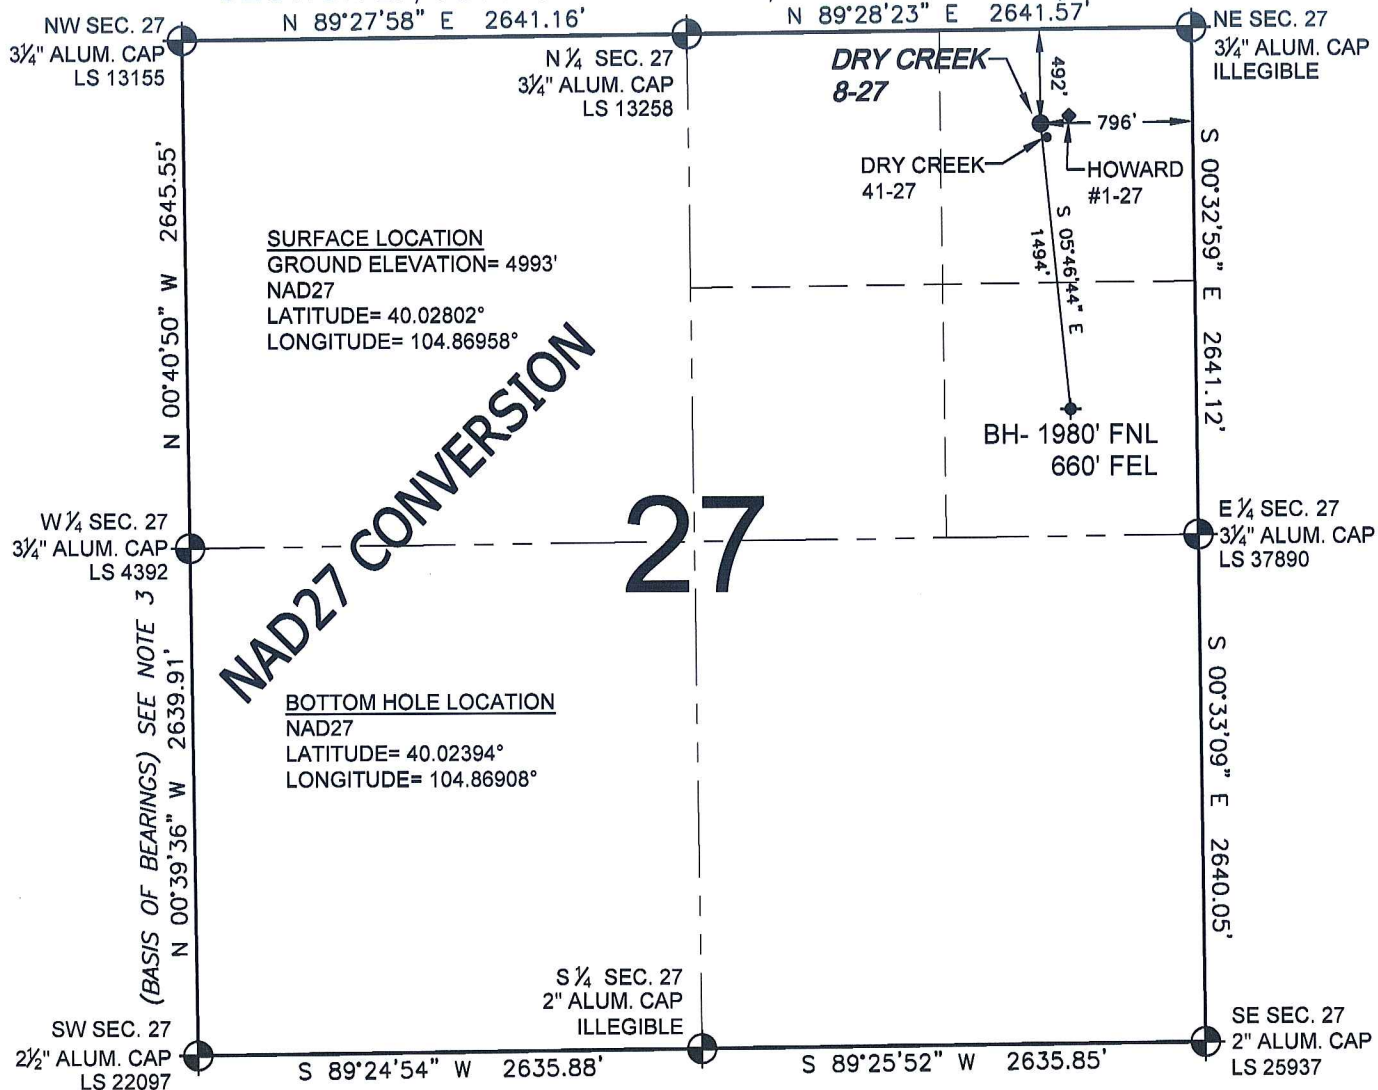 N 89°27'58" E 2641.16'
N 89°28'23" E 2641.57'
NW SEC. 27
3¼" ALUM. CAP
LS 13155
N ¼ SEC. 27
3¼" ALUM. CAP
LS 13258
NE SEC. 27
3¼" ALUM. CAP
ILLEGIBLE
DRY CREEK
8-27
492'
796'
DRY CREEK
41-27
HOWARD
#1-27
N 00°40'50" W 2645.55'
S 00°32'59" E 2641.12'
S 05°46'44" E
1494'
SURFACE LOCATION
GROUND ELEVATION= 4993'
NAD27
LATITUDE= 40.02802°
LONGITUDE= 104.86958°
NAD27 CONVERSION
BH- 1980' FNL
660' FEL
27
W ¼ SEC. 27
3¼" ALUM. CAP
LS 4392
E ¼ SEC. 27
3¼" ALUM. CAP
LS 37890
(BASIS OF BEARINGS) SEE NOTE 3
N 00°39'36" W 2639.91'
BOTTOM HOLE LOCATION
NAD27
LATITUDE= 40.02394°
LONGITUDE= 104.86908°
S 00°33'09" E 2640.05'
SW SEC. 27
2½" ALUM. CAP
LS 22097
S ¼ SEC. 27
2" ALUM. CAP
ILLEGIBLE
SE SEC. 27
2" ALUM. CAP
LS 25937
S 89°24'54" W 2635.88'
S 89°25'52" W 2635.85'